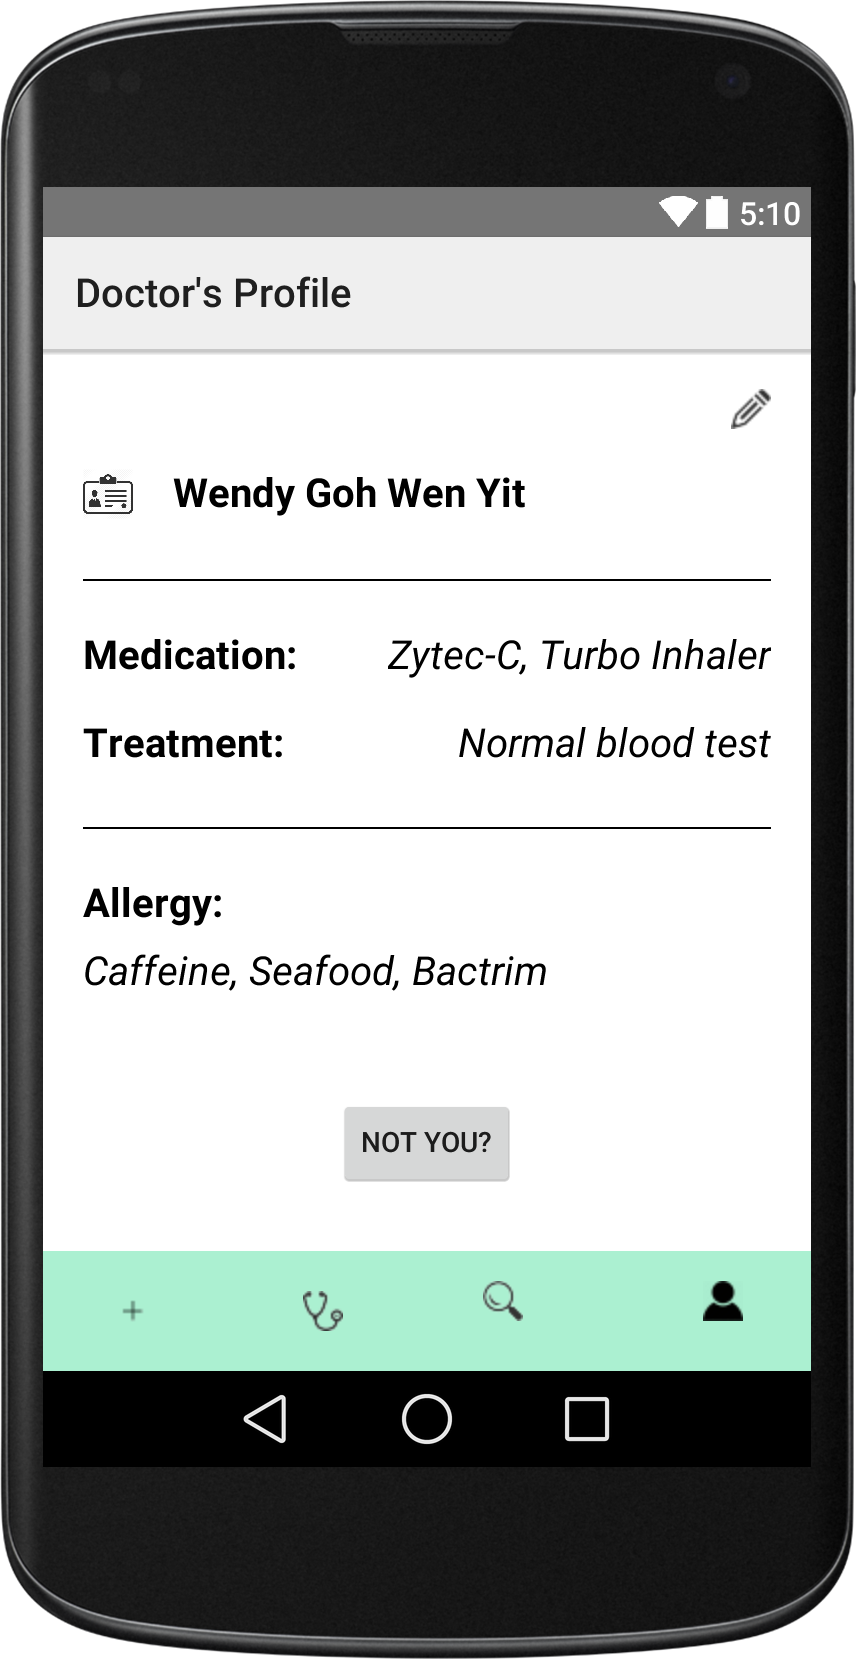 5:10
Doctor's Profile
Wendy Goh Wen Yit
Medication: Zytec-C, Turbo Inhaler
Treatment: Normal blood test
Allergy:
Caffeine, Seafood, Bactrim
NOT YOU?